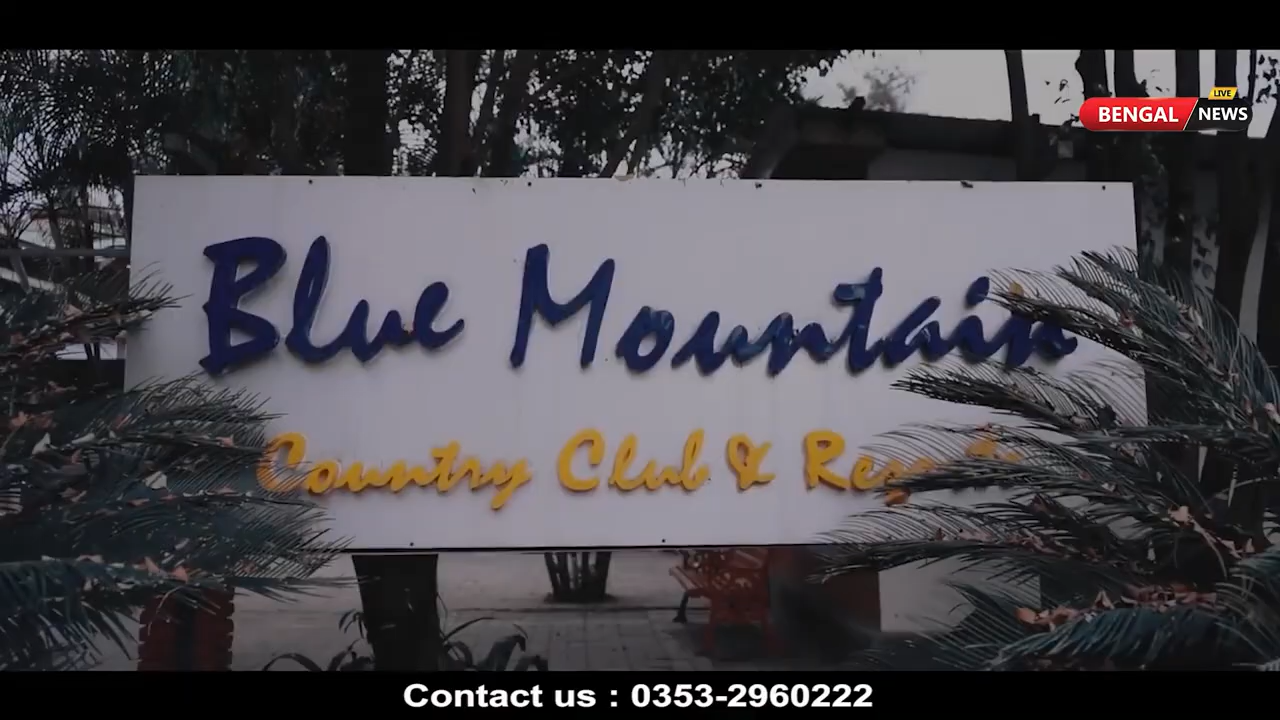 LIVE
BENGAL NEWS
Blue Mountain
Country Club &
Contact us : 0353-2960222